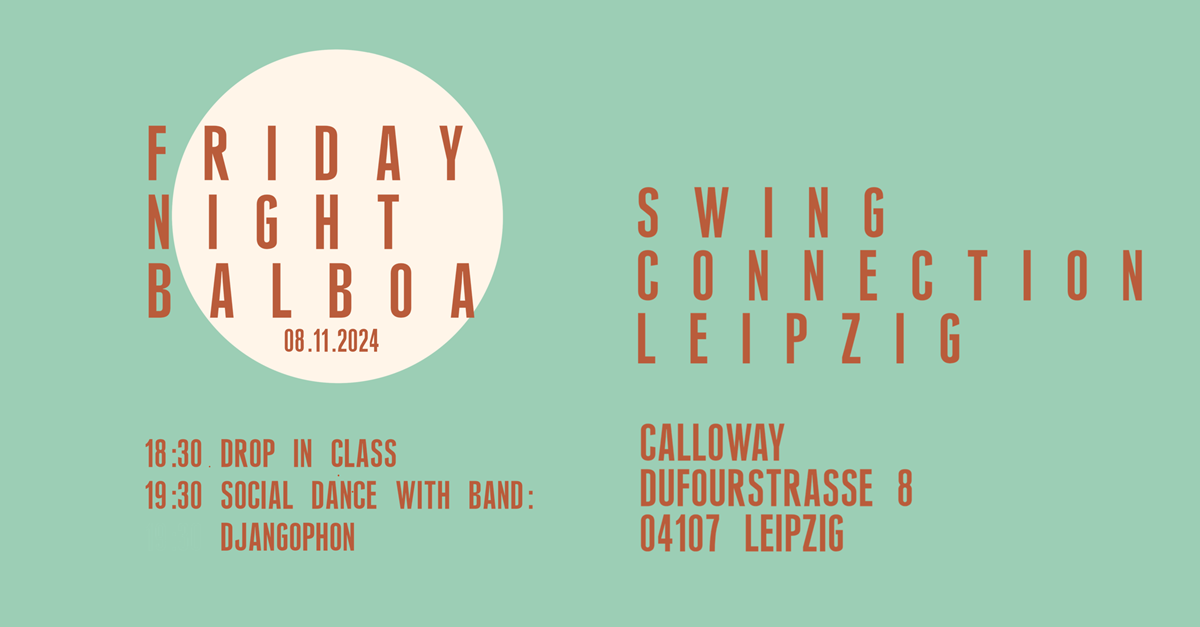 FRIDAY
NIGHT
BALBOA
08.11.2024
18:30 DROP IN CLASS
19:30 SOCIAL DANCE WITH BAND:
DJANGOPHON
SWING
CONNECTION
LEIPZIG
CALLOWAY
DUFOURSTRASSE 8
04107 LEIPZIG